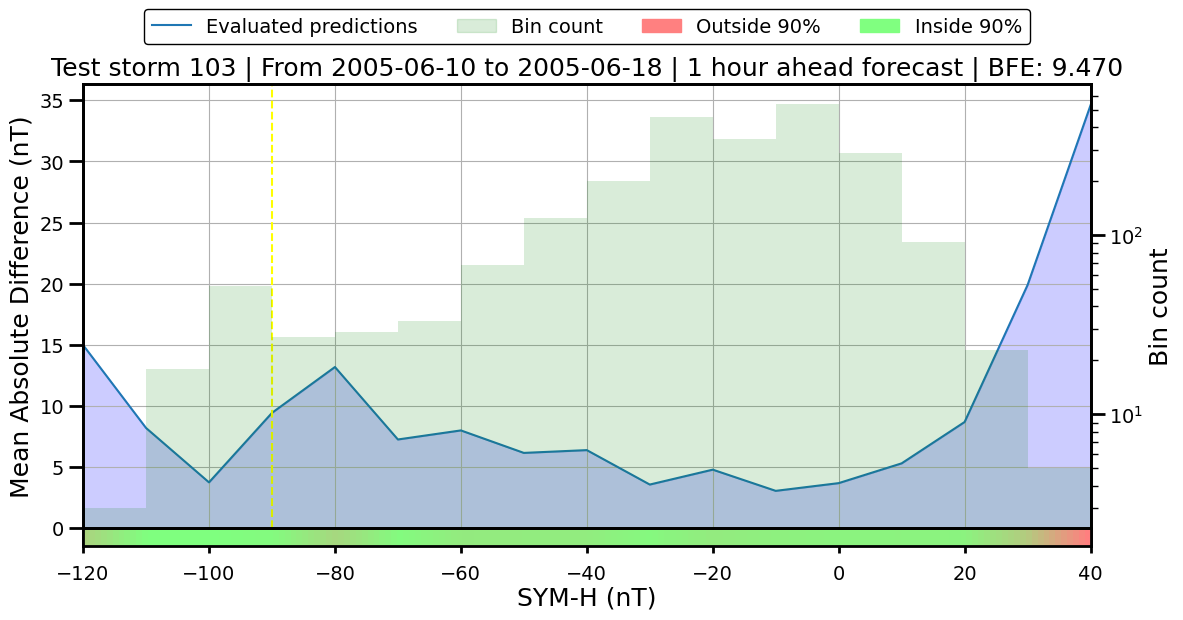 Evaluated predictions Bin count Outside 90% Inside 90%
Test storm 103 | From 2005-06-10 to 2005-06-18 | 1 hour ahead forecast | BFE: 9.470
Mean Absolute Difference (nT)
35
30
25
20
15
10
5
0
10²
10¹
Bin count
−120 −100 −80 −60 −40 −20 0 20 40
SYM-H (nT)